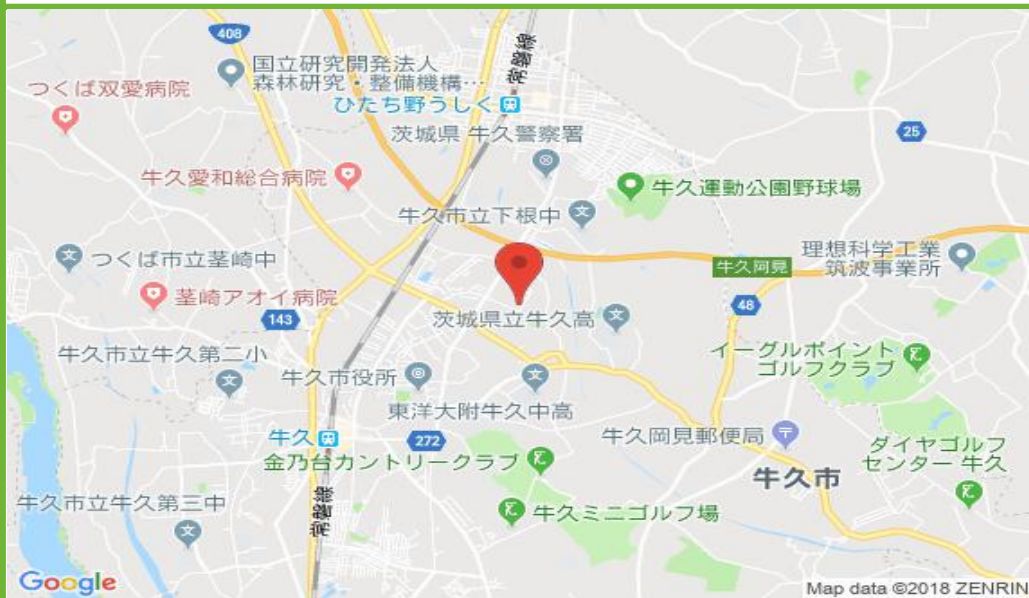 408
国立研究開発法人
森林研究・整備機構…
常磐線
つくば双愛病院
ひたち野うしく
茨城県 牛久警察署
25
牛久愛和総合病院
牛久運動公園野球場
牛久市立下根中
つくば市立茎崎中
理想科学工業
筑波事業所
牛久阿見
茎崎アオイ病院
48
143
茨城県立牛久高
牛久市立牛久第二小
イーグルポイント
ゴルフクラブ
牛久市役所
東洋大附牛久中高
牛久
272
牛久岡見郵便局
金乃台カントリークラブ
ダイヤゴルフ
センター 牛久
牛久市
牛久市立牛久第三中
常磐線
牛久ミニゴルフ場
Google
Map data ©2018 ZENRIN